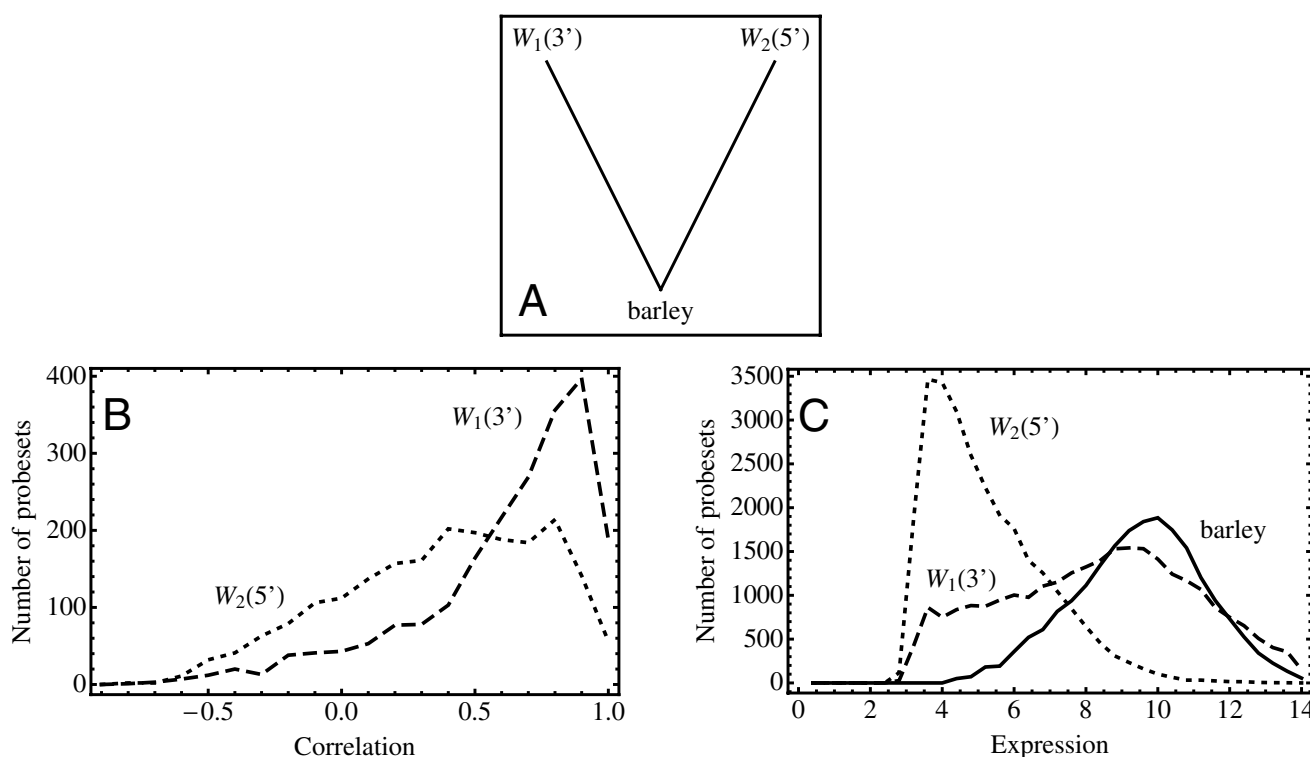 W₁(3’) W₂(5’)
barley
A
B
W₁(3’)
W₂(5’)
Number of probesets
400
300
200
100
0
−0.5 0.0 0.5 1.0
Correlation
C
W₂(5’)
barley
W₁(3’)
Number of probesets
3500
3000
2500
2000
1500
1000
500
0
0 2 4 6 8 10 12 14
Expression